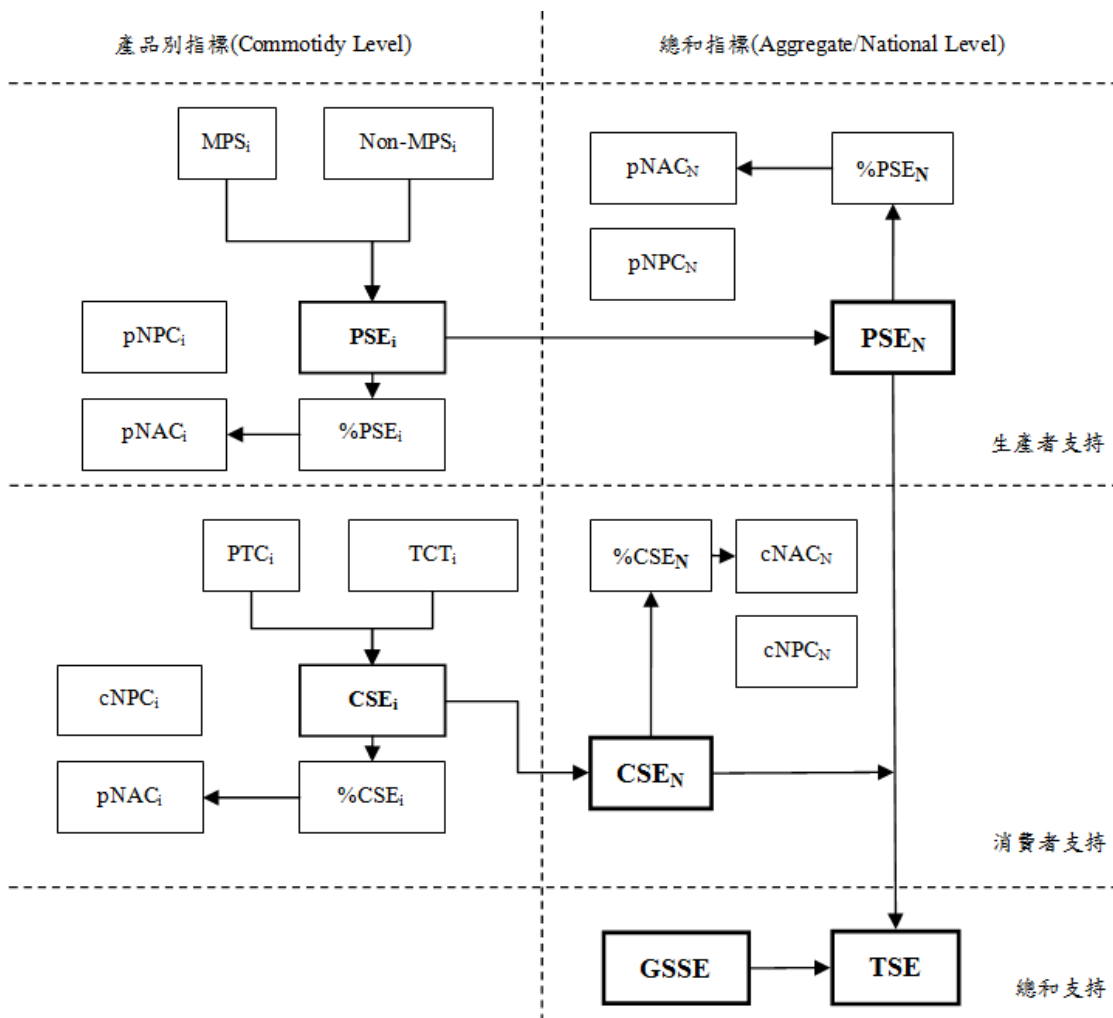 產品別指標(Commotidy Level)
總和指標(Aggregate/National Level)
MPSi
Non-MPSi
pNACN
%PSEN
pNPCN
pNPCi
PSEi
PSEN
pNACi
%PSEi
生產者支持
PTCi
TCTi
%CSEN
cNACN
cNPCN
cNPCi
CSEi
CSEN
pNACi
%CSEi
消費者支持
GSSE
TSE
總和支持